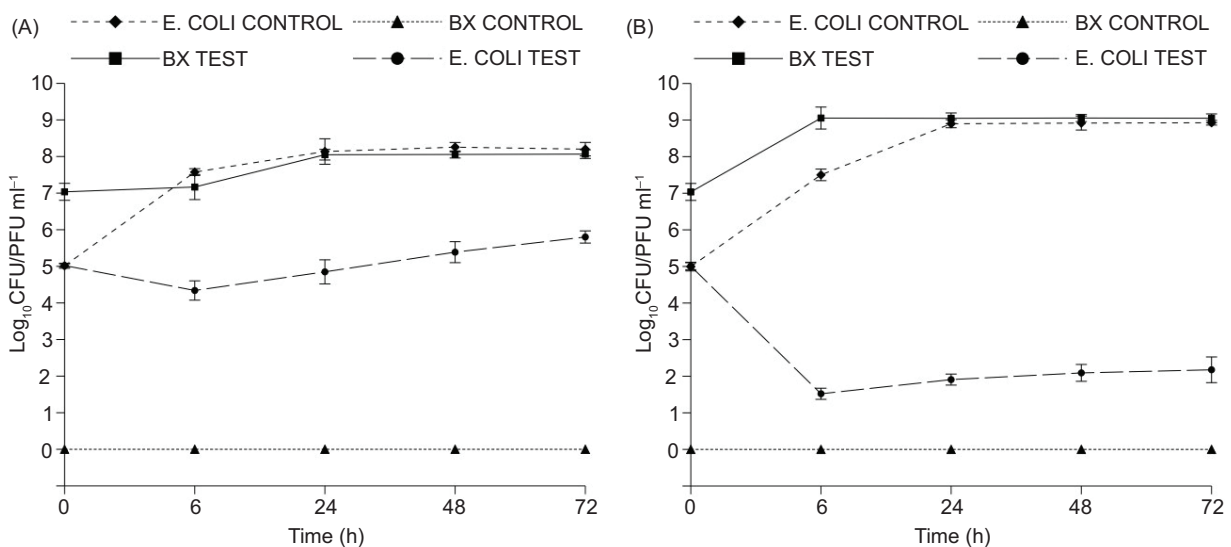 (A)
E. COLI CONTROL
BX CONTROL
BX TEST
E. COLI TEST
10
9
8
7
6
5
4
3
2
1
0
Log₁₀CFU/PFU ml⁻¹
0 6 24 48 72
Time (h)
(B)
E. COLI CONTROL
BX CONTROL
BX TEST
E. COLI TEST
10
9
8
7
6
5
4
3
2
1
0
Log₁₀CFU/PFU ml⁻¹
0 6 24 48 72
Time (h)